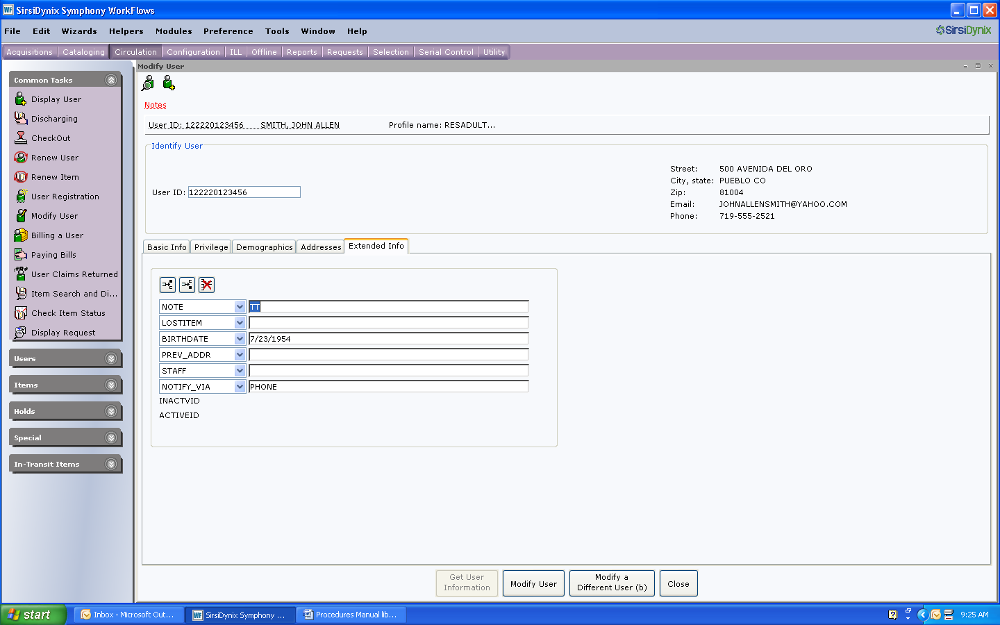 WF SirsiDynix Symphony WorkFlows
File Edit Wizards Helpers Modules Preference Tools Window Help
SirsiDynix
Acquisitions Cataloging Circulation Configuration ILL Offline Reports Requests Selection Serial Control Utility
Common Tasks
Display User
Discharging
CheckOut
Renew User
Renew Item
User Registration
Modify User
Billing a User
Paying Bills
User Claims Returned
Item Search and Di...
Check Item Status
Display Request
Users
Items
Holds
Special
In-Transit Items
Modify User
Notes
User ID: 122220123456 SMITH, JOHN ALLEN Profile name: RESADULT...
Identify User
User ID: 122220123456
Street: 500 AVENIDA DEL ORO
City, state: PUEBLO CO
Zip: 81004
Email: JOHNALLENSMITH@YAHOO.COM
Phone: 719-555-2521
Basic Info Privilege Demographics Addresses Extended Info
NOTE TT
LOSTITEM
BIRTHDATE 7/23/1954
PREV_ADDR
STAFF
NOTIFY_VIA PHONE
INACTVID
ACTIVEID
Get User
Information
Modify User
Modify a
Different User (b)
Close
start
Inbox - Microsoft Out...
WF SirsiDynix Symphony ...
Procedures Manual lib...
9:25 AM